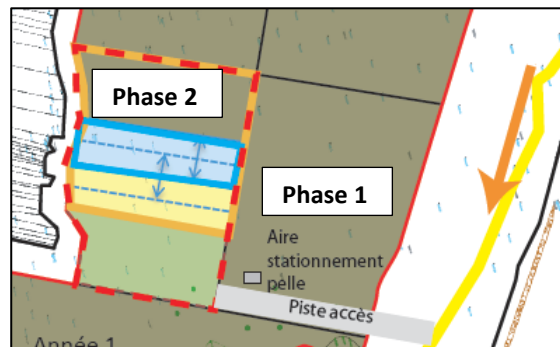 Phase 2
Phase 1
Aire
stationnement
pelle
Piste accès
Année 1